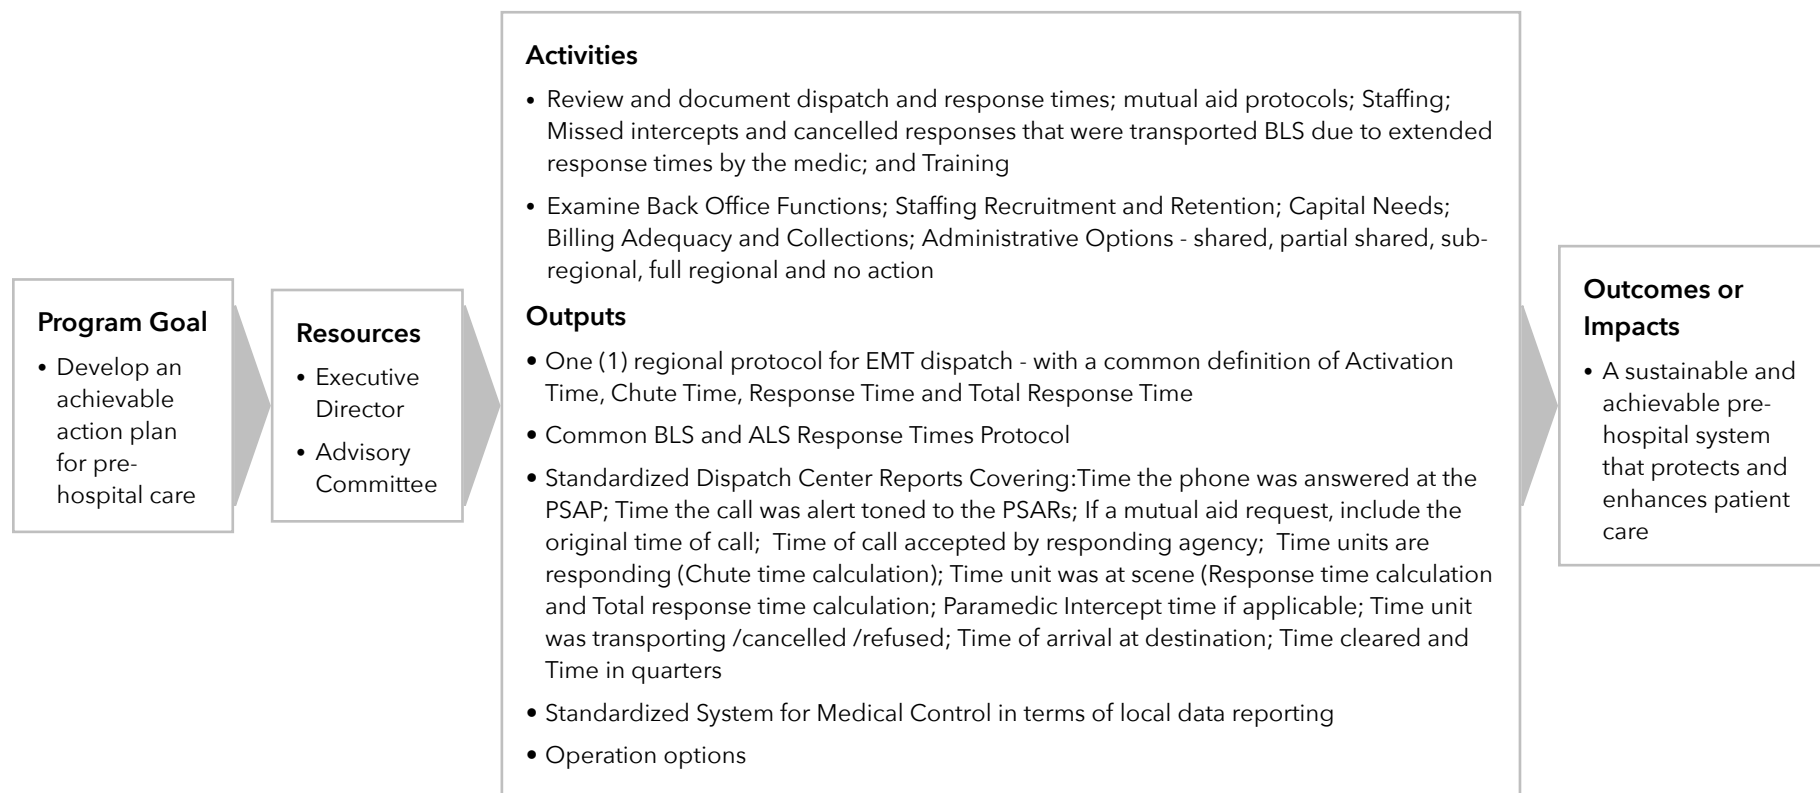 Program Goal
• Develop an
achievable
action plan
for pre-
hospital care
Resources
• Executive
Director
• Advisory
Committee
Activities
• Review and document dispatch and response times; mutual aid protocols; Staffing;
Missed intercepts and cancelled responses that were transported BLS due to extended
response times by the medic; and Training
• Examine Back Office Functions; Staffing Recruitment and Retention; Capital Needs;
Billing Adequacy and Collections; Administrative Options - shared, partial shared, sub-
regional, full regional and no action
Outputs
• One (1) regional protocol for EMT dispatch - with a common definition of Activation
Time, Chute Time, Response Time and Total Response Time
• Common BLS and ALS Response Times Protocol
• Standardized Dispatch Center Reports Covering:Time the phone was answered at the
PSAP; Time the call was alert toned to the PSARs; If a mutual aid request, include the
original time of call;  Time of call accepted by responding agency;  Time units are
responding (Chute time calculation); Time unit was at scene (Response time calculation
and Total response time calculation; Paramedic Intercept time if applicable; Time unit
was transporting /cancelled /refused; Time of arrival at destination; Time cleared and
Time in quarters
• Standardized System for Medical Control in terms of local data reporting
• Operation options
Outcomes or
Impacts
• A sustainable and
achievable pre-
hospital system
that protects and
enhances patient
care